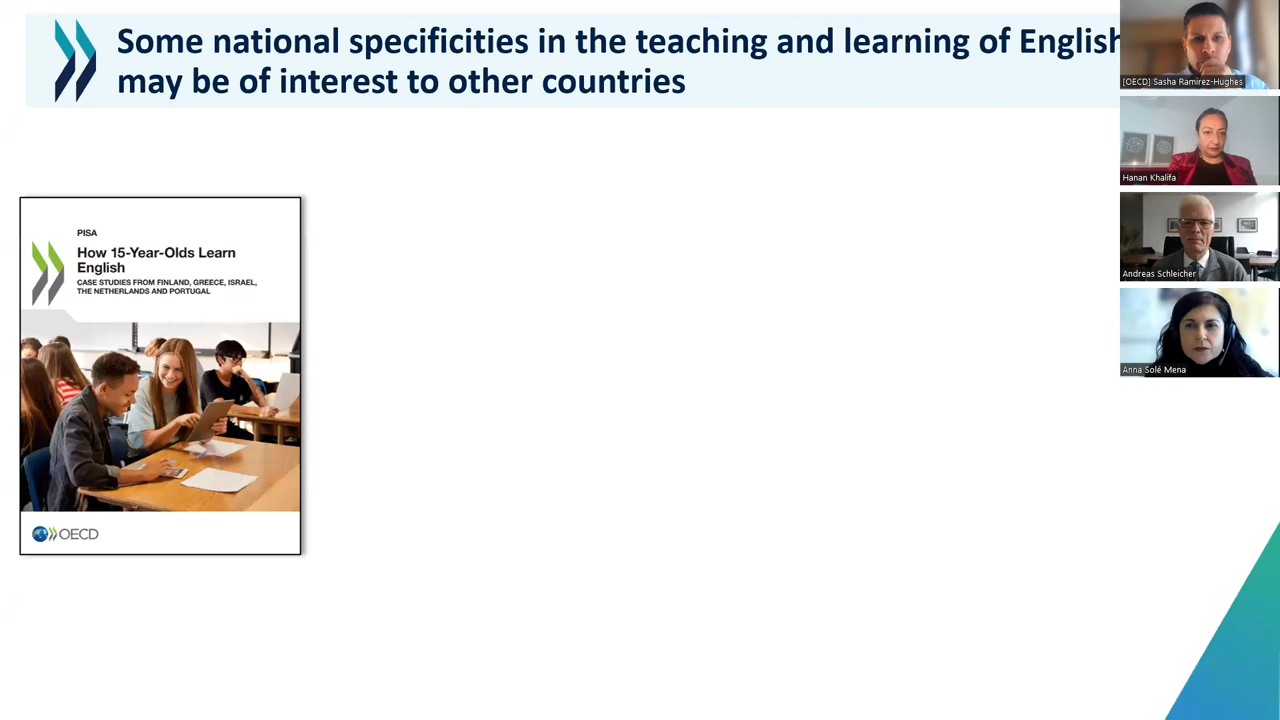 Some national specificities in the teaching and learning of English
may be of interest to other countries
PISA
How 15-Year-Olds Learn
English
CASE STUDIES FROM FINLAND, GREECE, ISRAEL,
THE NETHERLANDS AND PORTUGAL
OECD
[OECD] Sasha Ramirez-Hughes
Hanan Khalifa
Andreas Schleicher
Anna Solé Mena